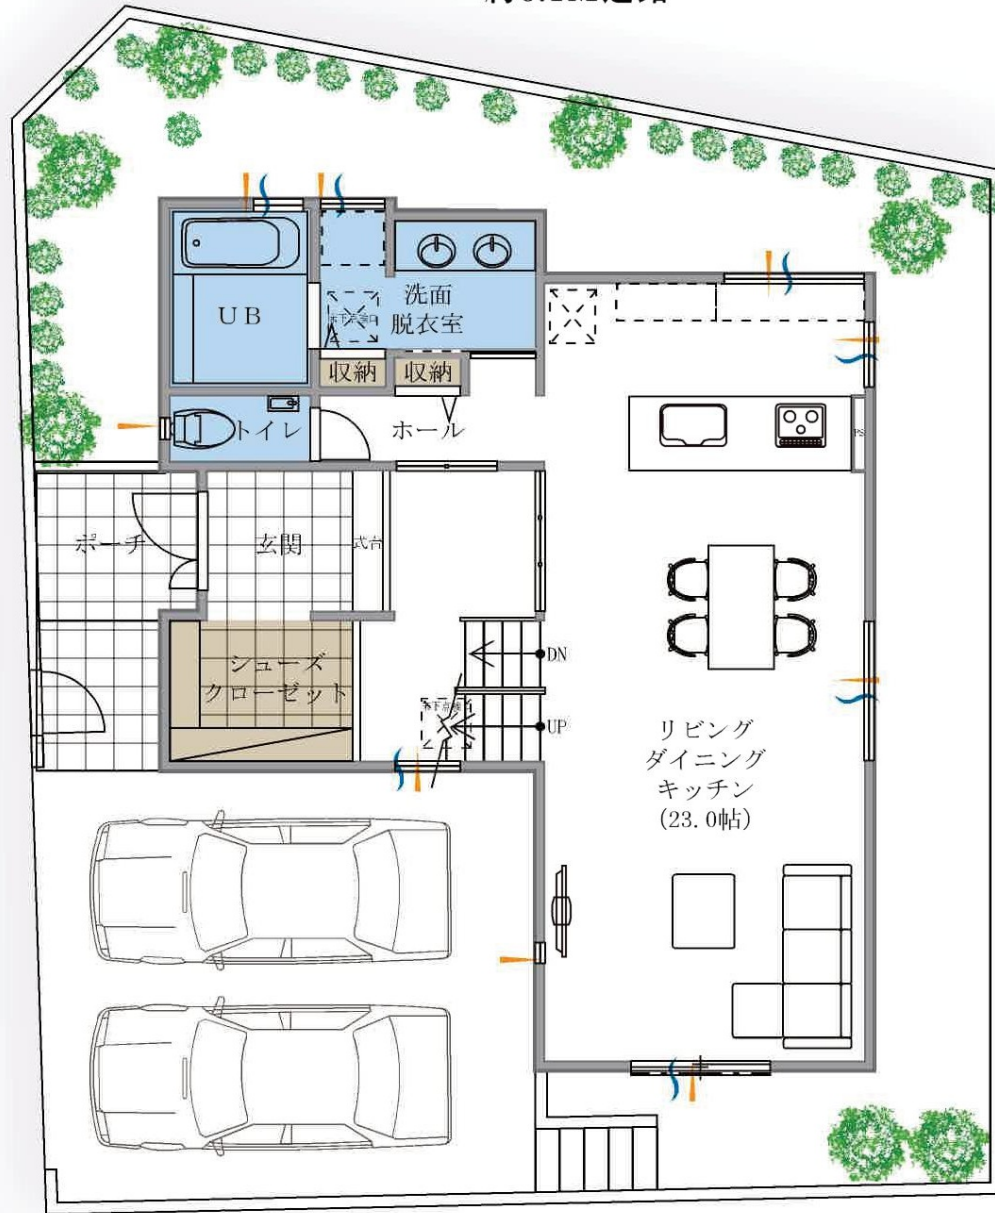 UB
洗面
脱衣室
収納
収納
トイレ
ホール
PS
ポーチ
玄関
式台
シューズ
クローゼット
DN
UP
リビング
ダイニング
キッチン
(23.0帖)